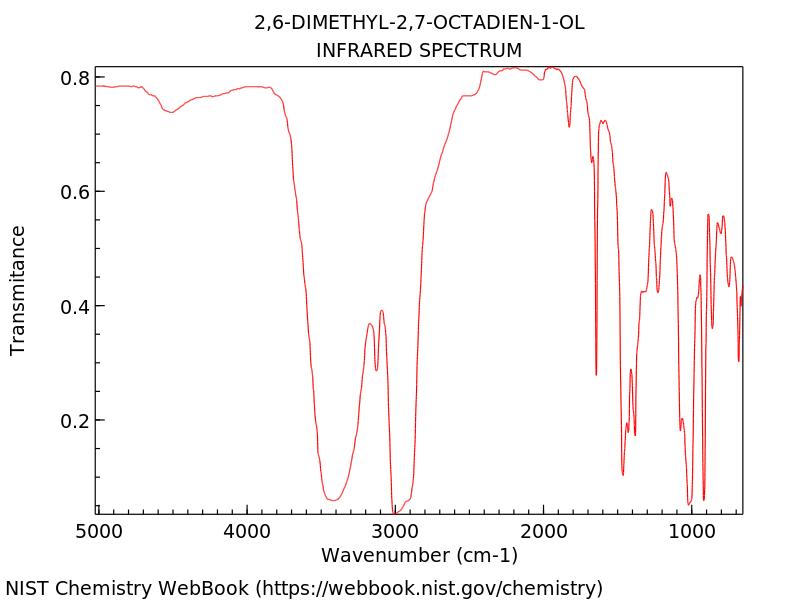 2,6-DIMETHYL-2,7-OCTADIEN-1-OL
INFRARED SPECTRUM
0.8
0.6
0.4
0.2
Transmitance
5000 4000 3000 2000 1000
Wavenumber (cm-1)
NIST Chemistry WebBook (https://webbook.nist.gov/chemistry)